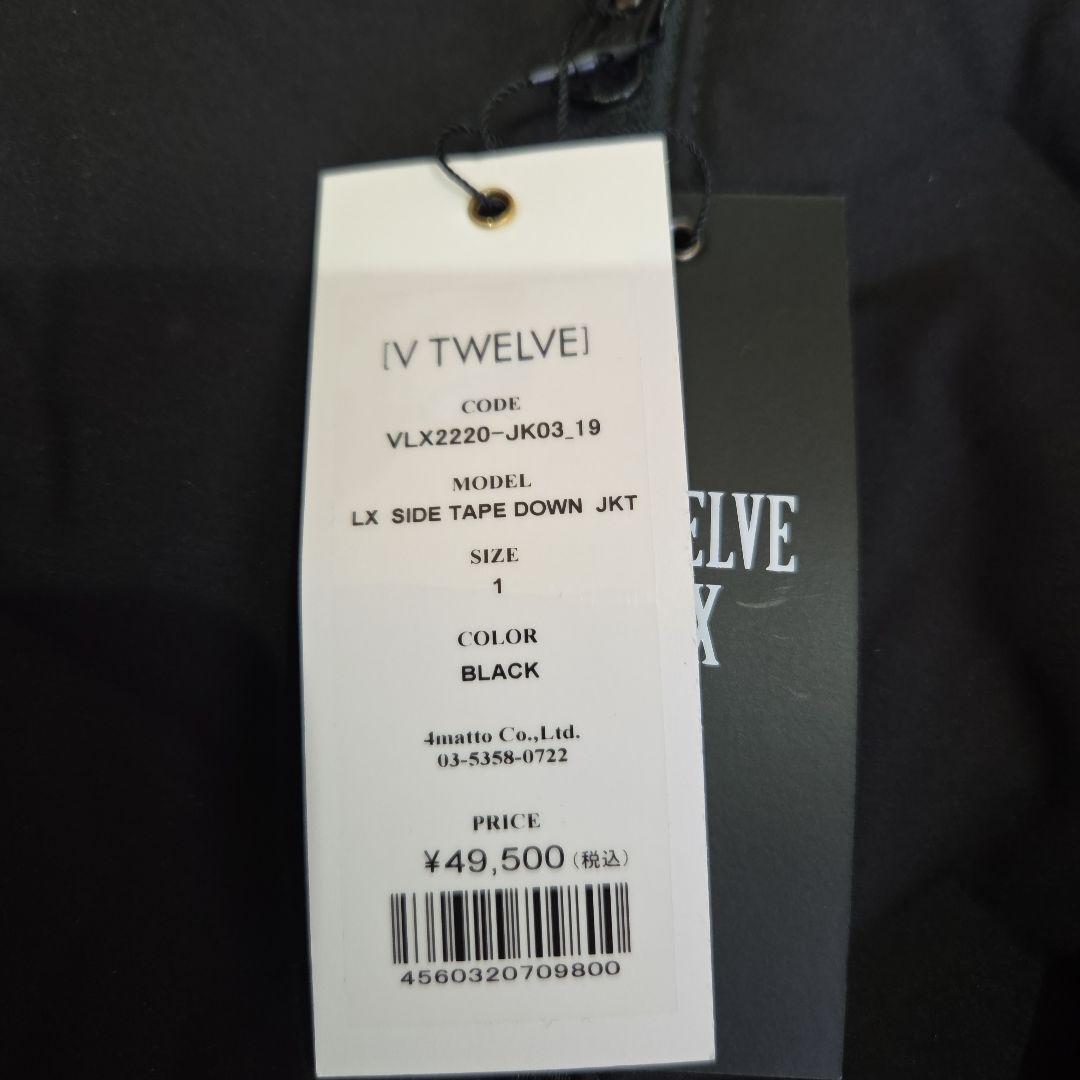 [V TWELVE]
CODE
VLX2220-JK03_19
MODEL
LX SIDE TAPE DOWN JKT
SIZE
1
COLOR
BLACK
4matto Co.,Ltd.
03-5358-0722
PRICE
¥49,500(税込)
4560320709800
ELVE
X